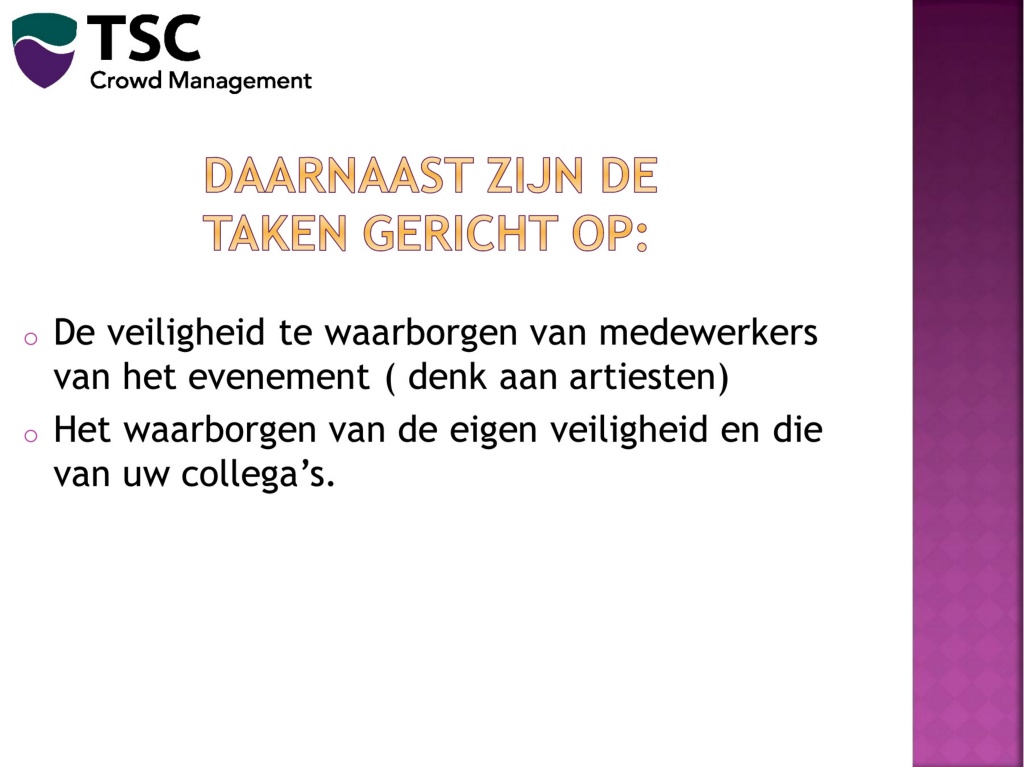 TSC
Crowd Management
DAARNAAST ZIJN DE
TAKEN GERICHT OP:
o De veiligheid te waarborgen van medewerkers
van het evenement ( denk aan artiesten)
o Het waarborgen van de eigen veiligheid en die
van uw collega’s.